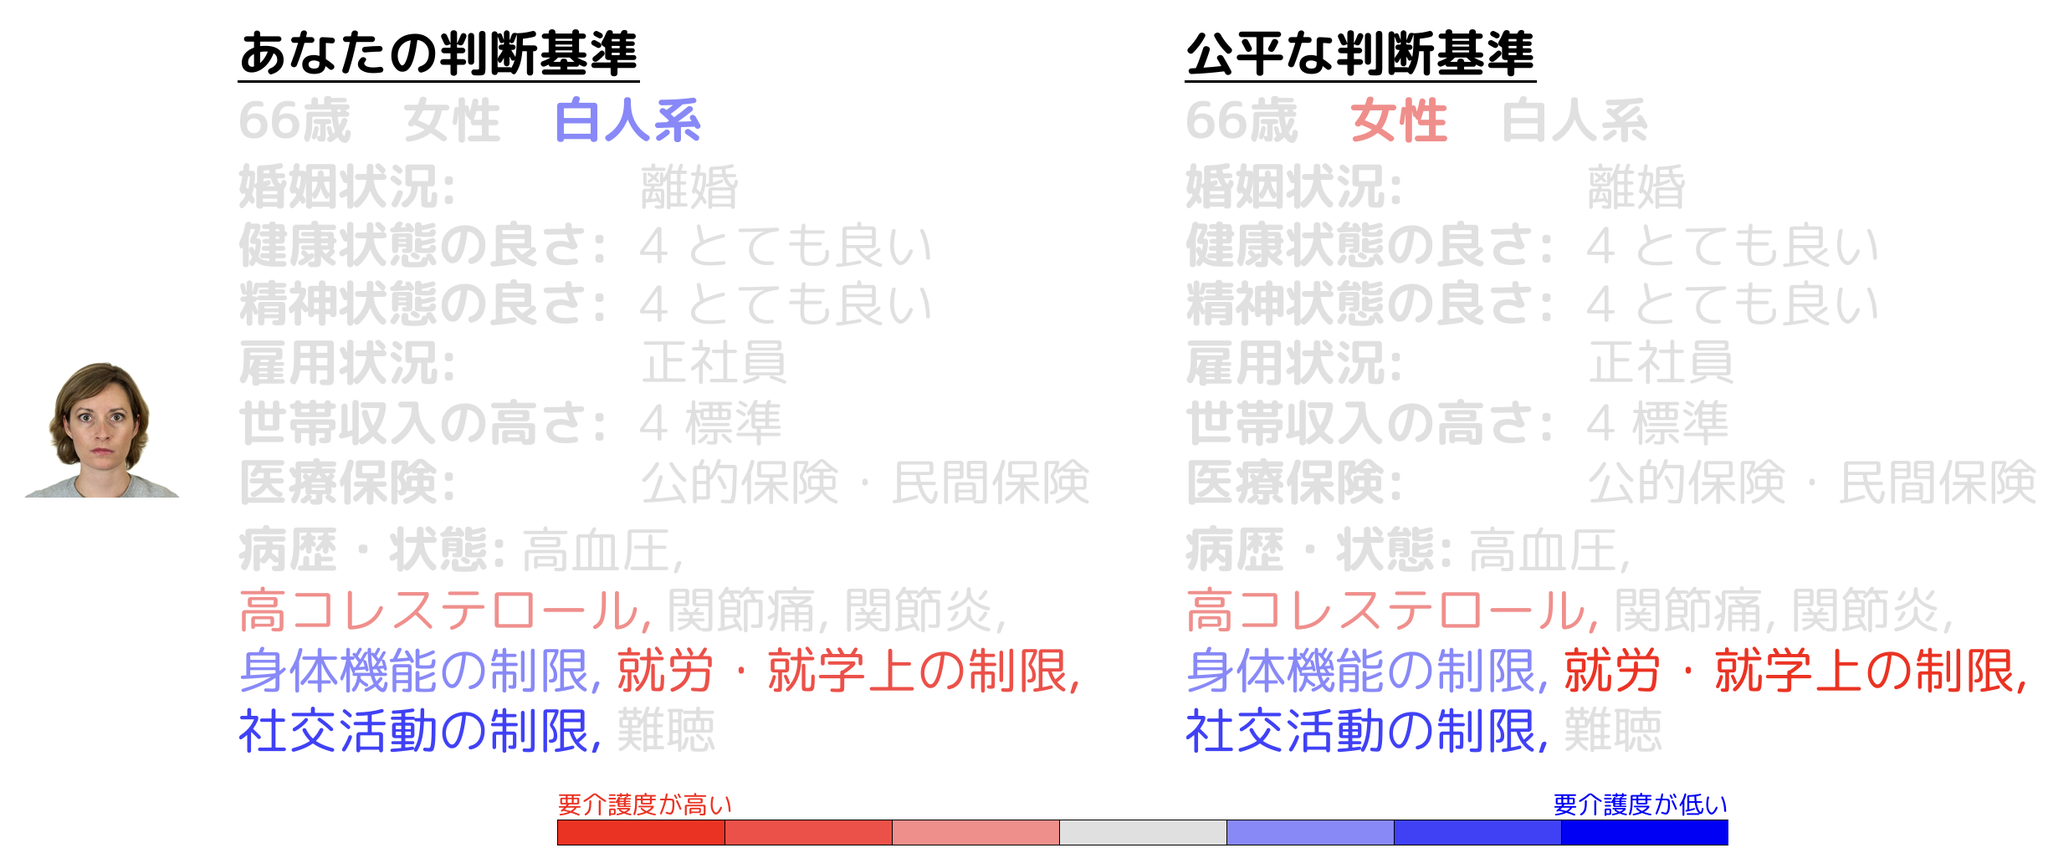 あなたの判断基準
66歳 女性 白人系
婚姻状況: 離婚
健康状態の良さ: 4 とても良い
精神状態の良さ: 4 とても良い
雇用状況: 正社員
世帯収入の高さ: 4 標準
医療保険: 公的保険・民間保険
病歴・状態: 高血圧,
高コレステロール, 関節痛, 関節炎,
身体機能の制限, 就労・就学上の制限,
社交活動の制限, 難聴
公平な判断基準
66歳 女性 白人系
婚姻状況: 離婚
健康状態の良さ: 4 とても良い
精神状態の良さ: 4 とても良い
雇用状況: 正社員
世帯収入の高さ: 4 標準
医療保険: 公的保険・民間保険
病歴・状態: 高血圧,
高コレステロール, 関節痛, 関節炎,
身体機能の制限, 就労・就学上の制限,
社交活動の制限, 難聴
要介護度が高い
要介護度が低い